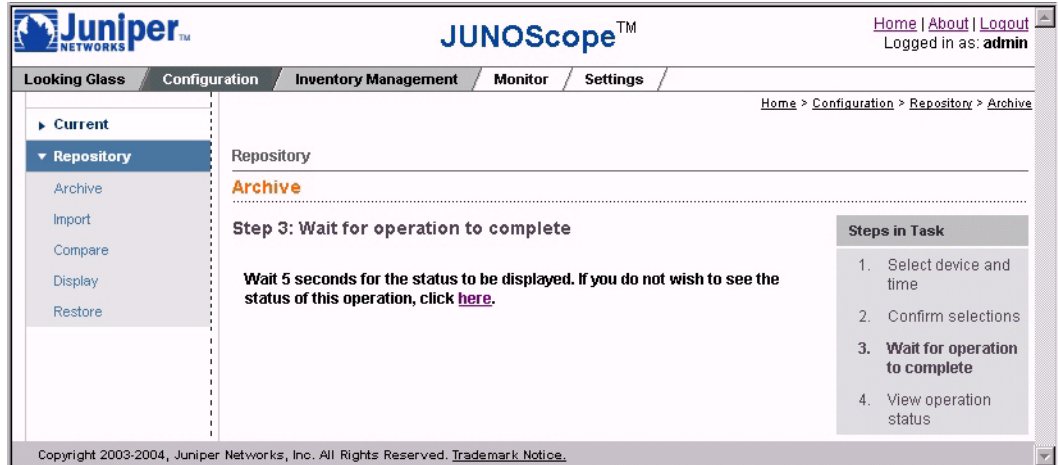 Juniper™
NETWORKS
JUNOScope™
Home | About | Logout
Logged in as: admin
Looking Glass / Configuration / Inventory Management / Monitor / Settings /
Home > Configuration > Repository > Archive
Current
Repository
Archive
Import
Compare
Display
Restore
Repository
Archive
Step 3: Wait for operation to complete
Wait 5 seconds for the status to be displayed. If you do not wish to see the
status of this operation, click here.
Steps in Task
1. Select device and
time
2. Confirm selections
3. Wait for operation
to complete
4. View operation
status
Copyright 2003-2004, Juniper Networks, Inc. All Rights Reserved. Trademark Notice.